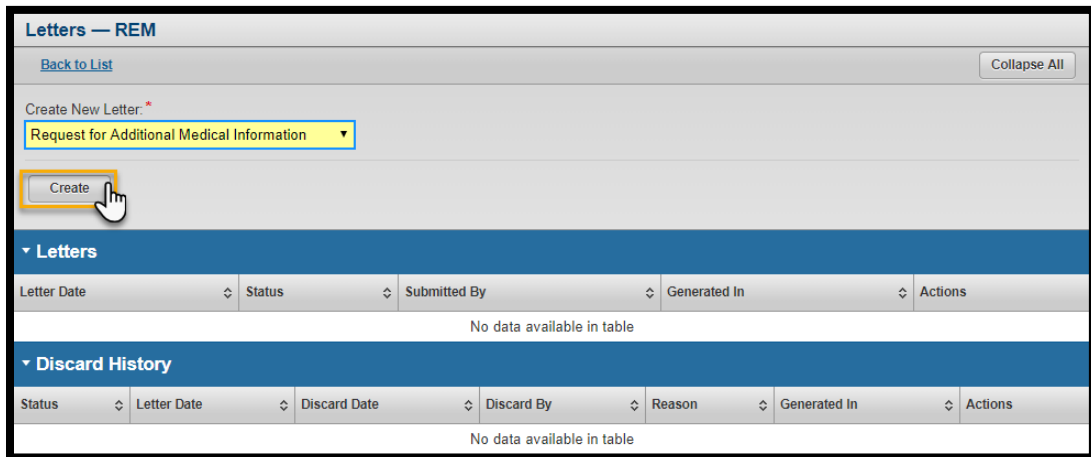 Letters — REM
Back to List
Collapse All
Create New Letter: *
Request for Additional Medical Information
Create
Letters
Letter Date Status Submitted By Generated In Actions
No data available in table
Discard History
Status Letter Date Discard Date Discard By Reason Generated In Actions
No data available in table